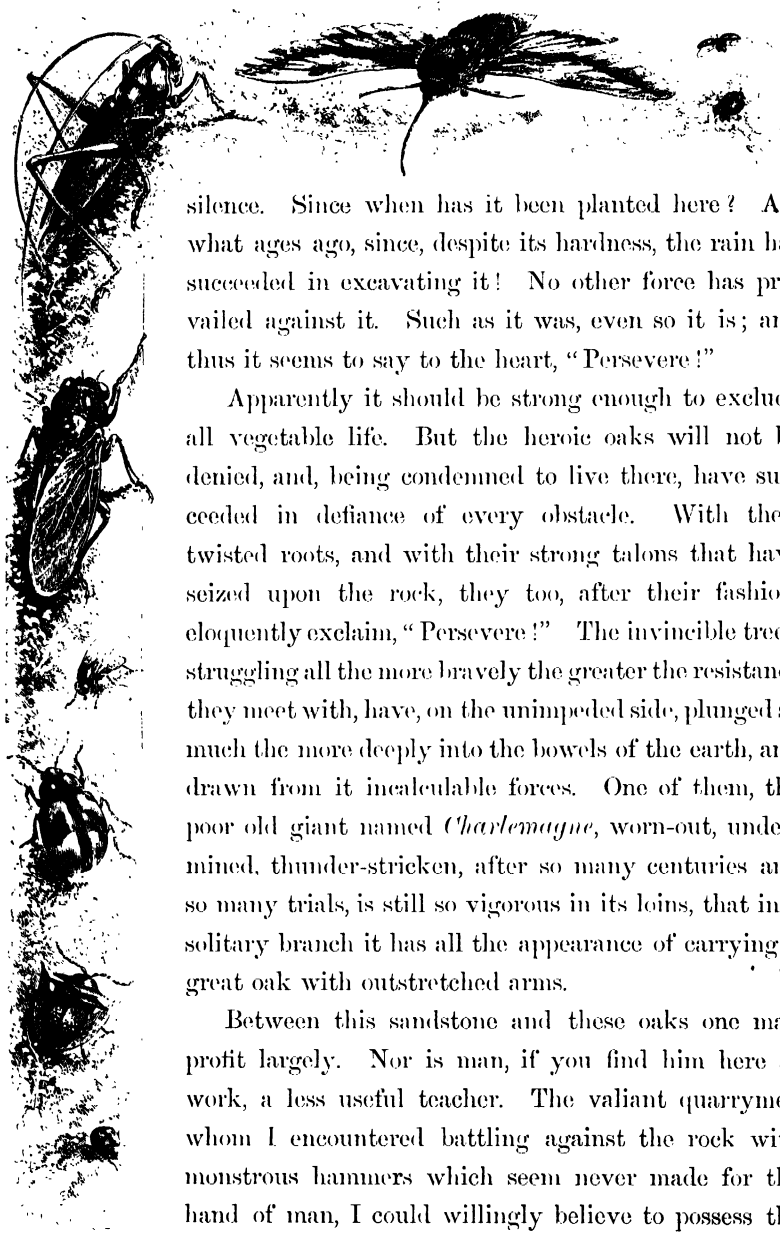 silence. Since when has it been planted here? A
what ages ago, since, despite its hardness, the rain ha
succeeded in excavating it! No other force has pr
vailed against it. Such as it was, even so it is; an
thus it seems to say to the heart, “Persevere!”
Apparently it should be strong enough to exclud
all vegetable life. But the heroic oaks will not b
denied, and, being condemned to live there, have su
ceeded in defiance of every obstacle. With the
twisted roots, and with their strong talons that hav
seized upon the rock, they too, after their fashio
eloquently exclaim, “Persevere!” The invincible tree
struggling all the more bravely the greater the resistanc
they meet with, have, on the unimpeded side, plunged s
much the more deeply into the bowels of the earth, an
drawn from it incalculable forces. One of them, th
poor old giant named Charlemagne, worn-out, unde
mined, thunder-stricken, after so many centuries an
so many trials, is still so vigorous in its loins, that in
solitary branch it has all the appearance of carrying
great oak with outstretched arms.
Between this sandstone and these oaks one ma
profit largely. Nor is man, if you find him here
work, a less useful teacher. The valiant quarryme
whom I encountered battling against the rock wit
monstrous hammers which seem never made for th
hand of man, I could willingly believe to possess th